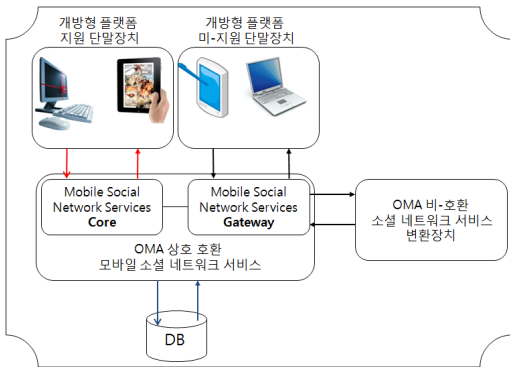 개방형 플랫폼
지원 단말장치
개방형 플랫폼
미-지원 단말장치
Mobile Social
Network Services
Core
Mobile Social
Network Services
Gateway
OMA 비-호환
소셜 네트워크 서비스
변환장치
OMA 상호 호환
모바일 소셜 네트워크 서비스
DB